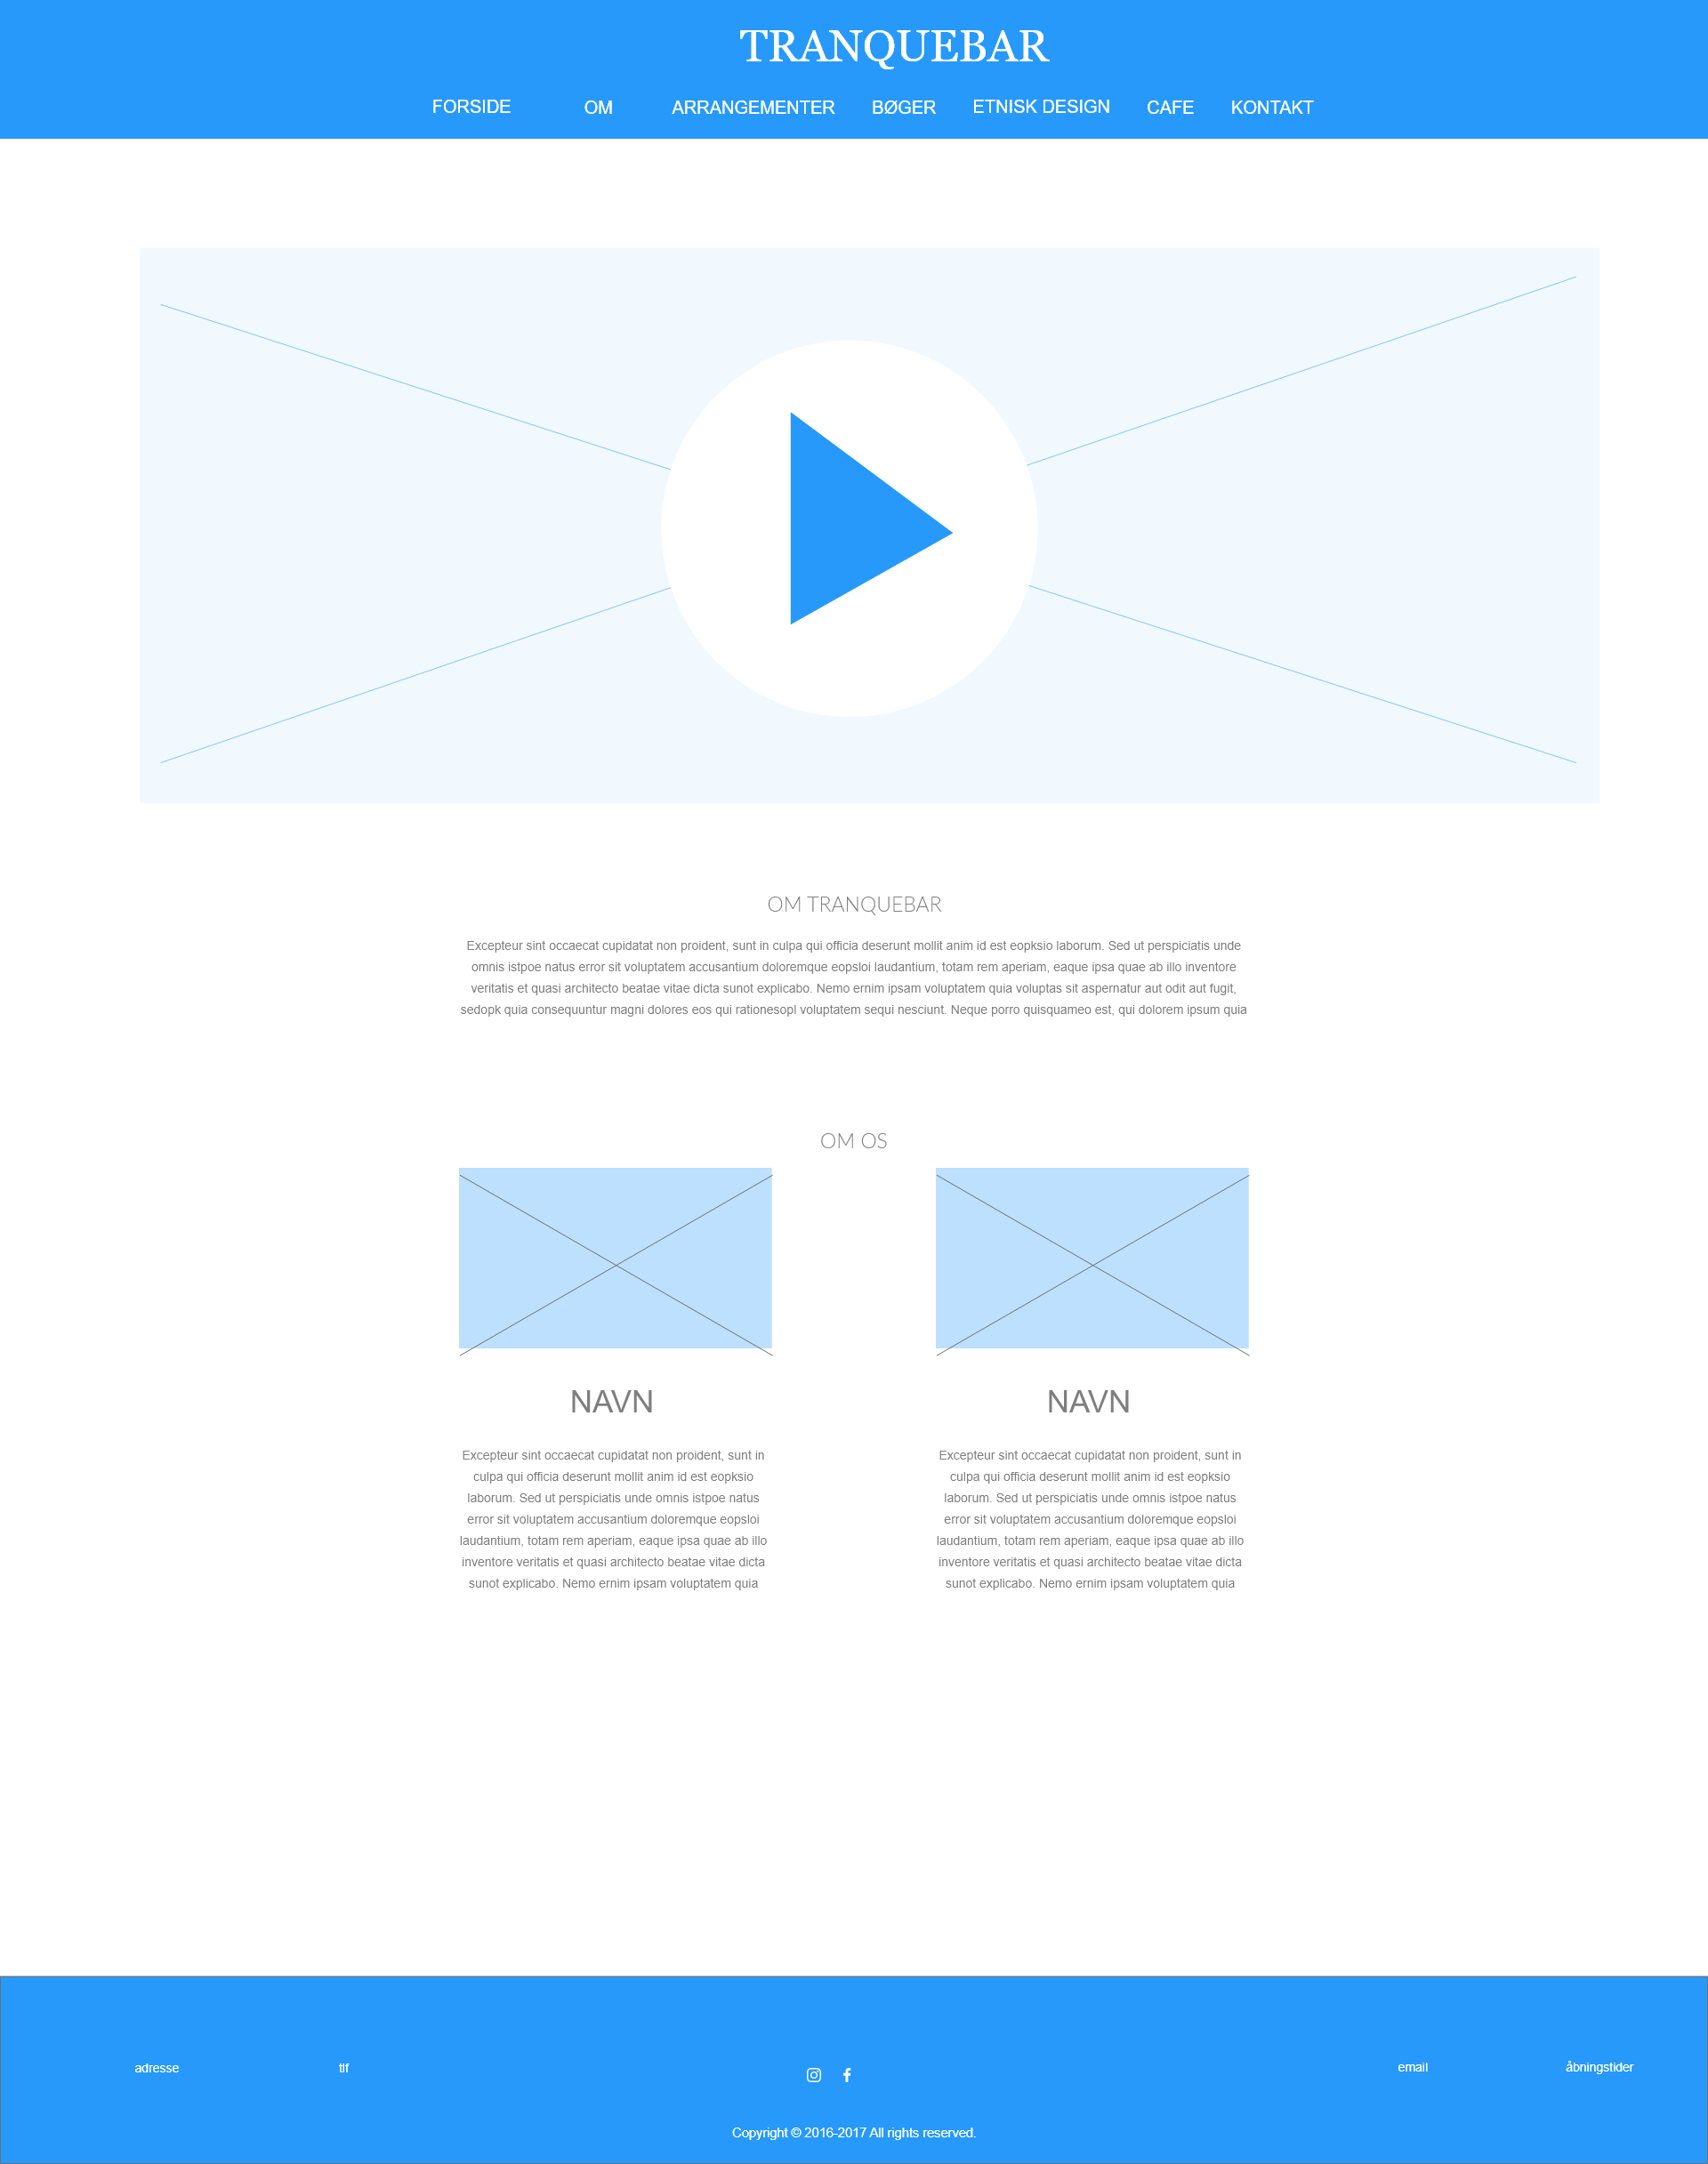 TRANQUEBAR
FORSIDE OM ARRANGEMENTER BØGER ETNISK DESIGN CAFE KONTAKT
OM TRANQUEBAR
Excepteur sint occaecat cupidatat non proident, sunt in culpa qui officia deserunt mollit anim id est eopksio laborum. Sed ut perspiciatis unde
omnis istpoe natus error sit voluptatem accusantium doloremque eopsloi laudantium, totam rem aperiam, eaque ipsa quae ab illo inventore
veritatis et quasi architecto beatae vitae dicta sunot explicabo. Nemo ernim ipsam voluptatem quia voluptas sit aspernatur aut odit aut fugit,
sedopk quia consequuntur magni dolores eos qui rationesopl voluptatem sequi nesciunt. Neque porro quisquameo est, qui dolorem ipsum quia
OM OS
NAVN
Excepteur sint occaecat cupidatat non proident, sunt in
culpa qui officia deserunt mollit anim id est eopksio
laborum. Sed ut perspiciatis unde omnis istpoe natus
error sit voluptatem accusantium doloremque eopsloi
laudantium, totam rem aperiam, eaque ipsa quae ab illo
inventore veritatis et quasi architecto beatae vitae dicta
sunot explicabo. Nemo ernim ipsam voluptatem quia
NAVN
Excepteur sint occaecat cupidatat non proident, sunt in
culpa qui officia deserunt mollit anim id est eopksio
laborum. Sed ut perspiciatis unde omnis istpoe natus
error sit voluptatem accusantium doloremque eopsloi
laudantium, totam rem aperiam, eaque ipsa quae ab illo
inventore veritatis et quasi architecto beatae vitae dicta
sunot explicabo. Nemo ernim ipsam voluptatem quia
adresse tlf email åbningstider
Copyright © 2016-2017 All rights reserved.